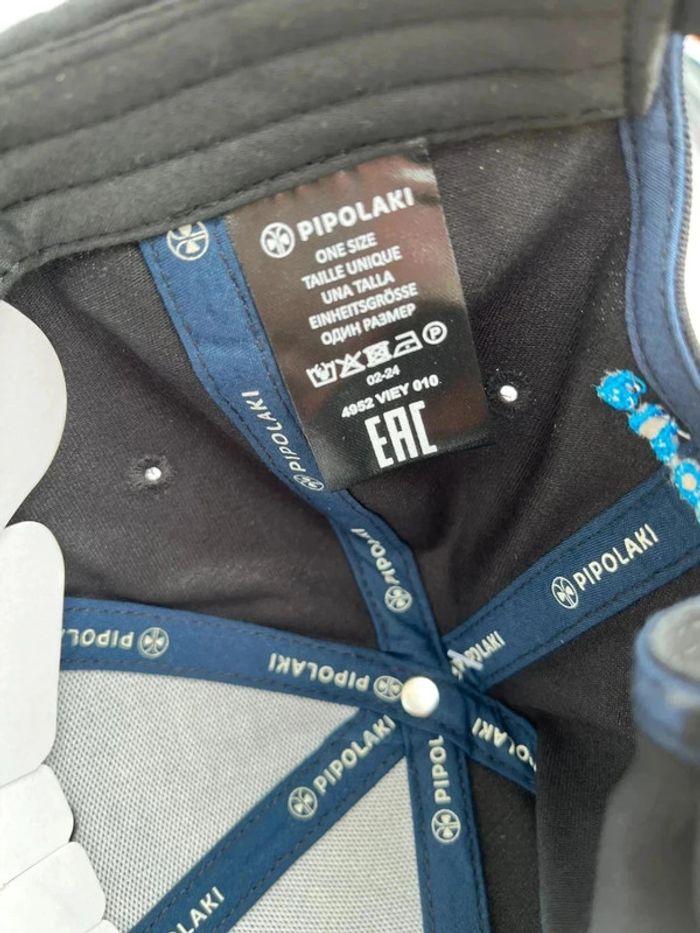 PIPOLAKI
ONE SIZE
TAILLE UNIQUE
UNA TALLA
EINHEITSGRÖSSE
ОДИН РАЗМЕР
P
02-24
4952 VIEY 010
EAC
PIPOLAKI
PIPOLAKI
PIPOLAKI
PIPOLAKI
PIPOLAKI
PIPOLAKI